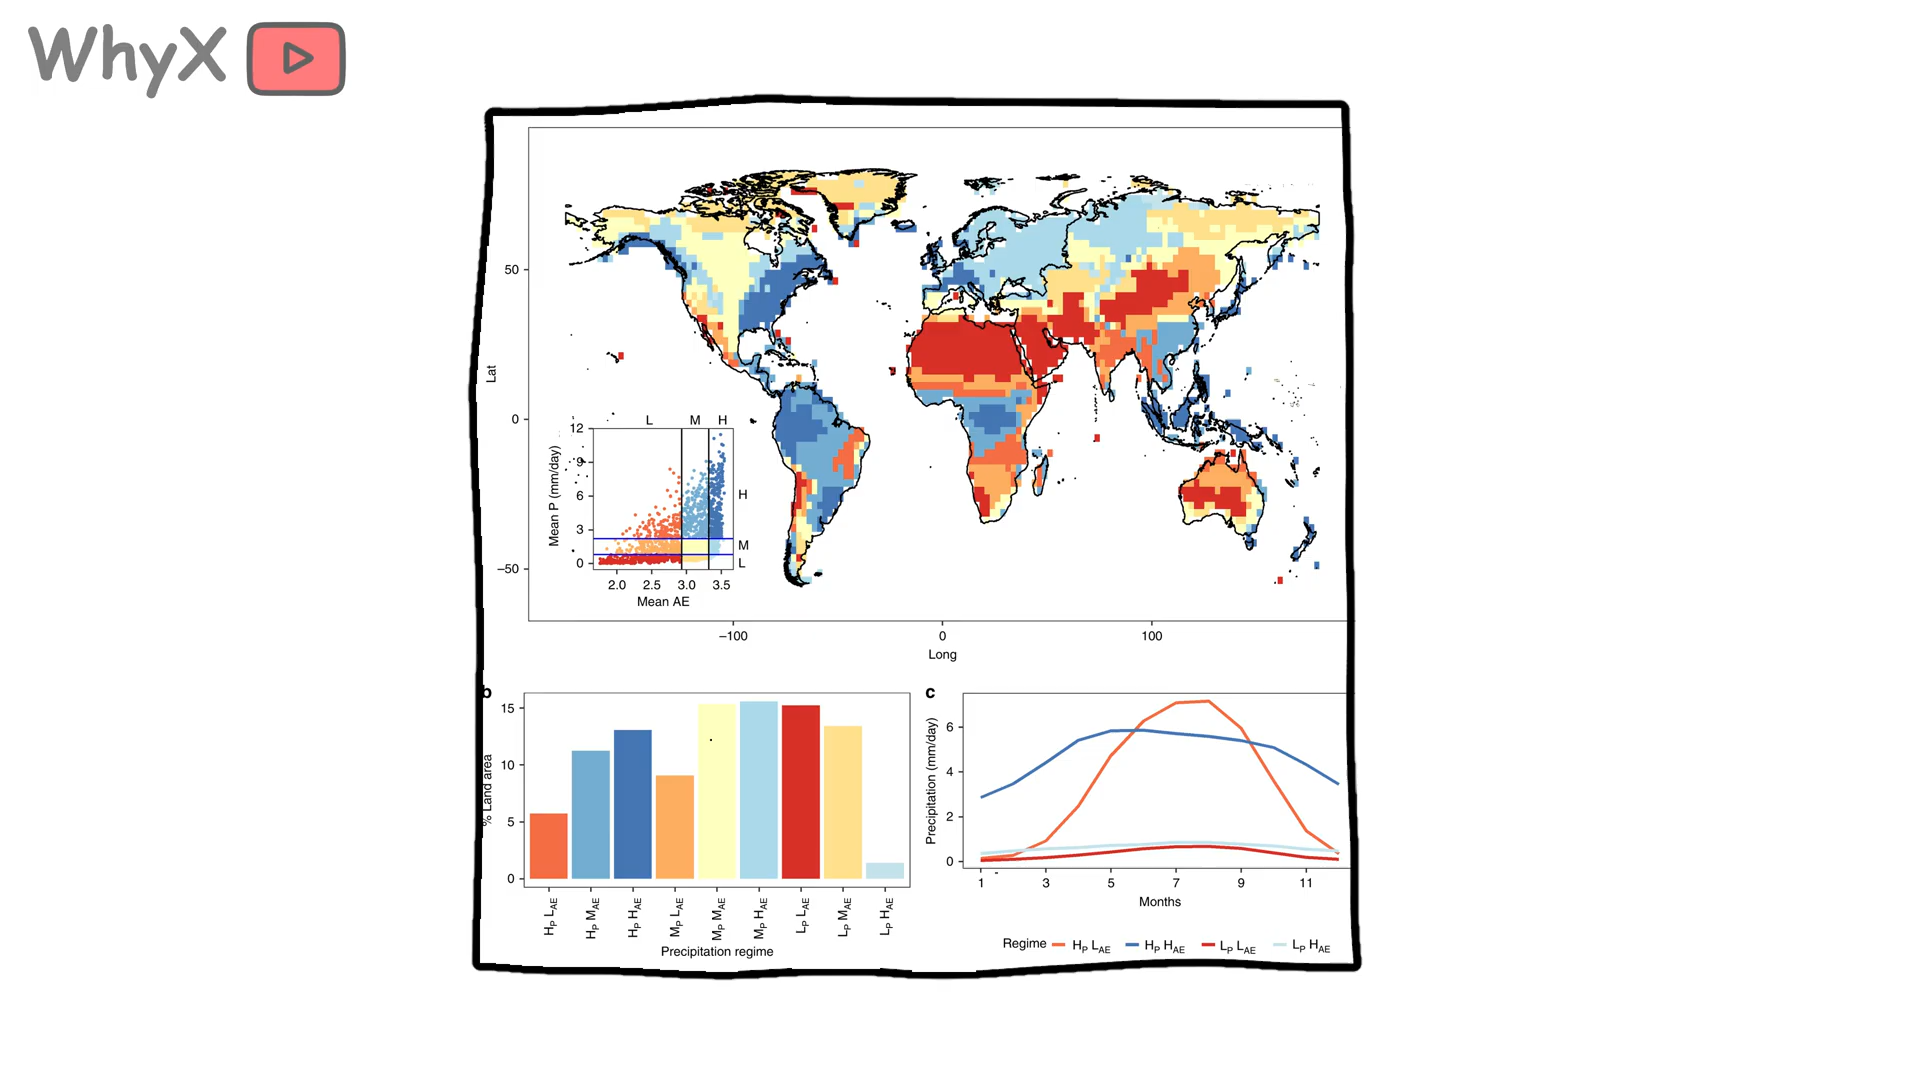 WhyX
50
0
−50
Lat
−100
0
100
Long
L M H
12
9
6
3
0
Mean P (mm/day)
H
M
L
2.0 2.5 3.0 3.5
Mean AE
b
15
10
5
0
% Land area
HP LAE
HP MAE
HP HAE
MP LAE
MP MAE
MP HAE
LP LAE
LP MAE
LP HAE
Precipitation regime
c
6
4
2
0
Precipitation (mm/day)
1 3 5 7 9 11
Months
Regime HP LAE HP HAE LP LAE LP HAE